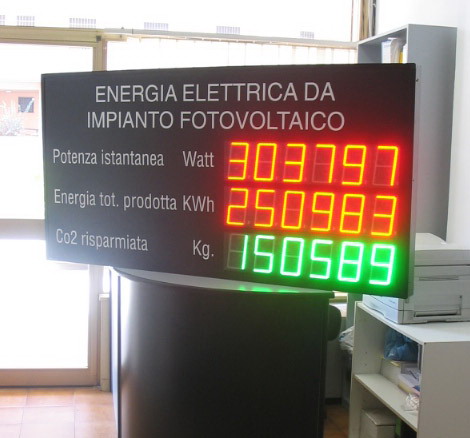 ENERGIA ELETTRICA DA
IMPIANTO FOTOVOLTAICO
Potenza istantanea Watt 303797
Energia tot. prodotta KWh 250983
Co2 risparmiata Kg. 150589